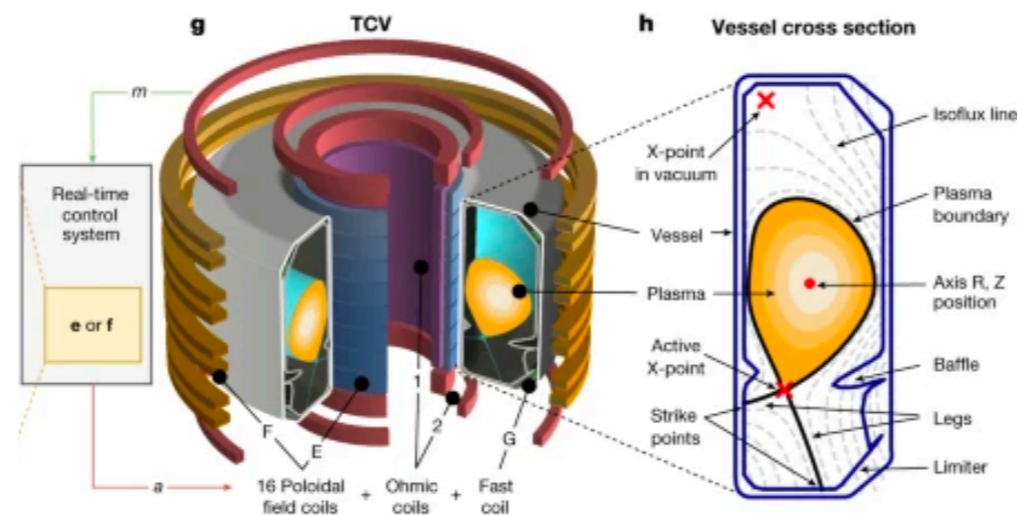 g
TCV
h
Vessel cross section
m
Real-time
control
system
e or f
a
F
E
1
2
G
16 Poloidal
field coils
+
Ohmic
coils
+
Fast
coil
Vessel
Plasma
X-point
in vacuum
Active
X-point
Strike
points
Isoflux line
Plasma
boundary
Axis R, Z
position
Baffle
Legs
Limiter